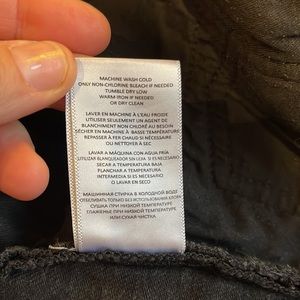 MACHINE WASH COLD
ONLY NON-CHLORINE BLEACH IF NEEDED
TUMBLE DRY LOW
WARM IRON IF NEEDED
OR DRY CLEAN
LAVER EN MACHINE À L'EAU FROIDE
UTILISER SEULEMENT UN AGENT DE
BLANCHIMENT NON CHLORÉ EN CAS DE BESOIN
SÉCHER EN MACHINE À BASSE TEMPÉRATURE
REPASSER À FER CHAUD SI NÉCESSAIRE
OU NETTOYER À SEC
LAVAR A MÁQUINA CON AGUA FRÍA
UTILIZAR BLANQUEADOR SIN CLORO SI ES NECESARIO
SECAR A TEMPERATURA BAJA
PLANCHAR A TEMPERATURA
INTERMEDIA SI ES NECESARIO
O LAVAR EN SECO
МАШИННАЯ СТИРКА В ХОЛОДНОЙ ВОДЕ
ОТБЕЛИВАТЬ ТОЛЬКО БЕЗ ИСПОЛЬЗОВАНИЯ ХЛОРА
СУШКА ПРИ НИЗКОЙ ТЕМПЕРАТУРЕ
ГЛАЖЕНЬЕ ПРИ НИЗКОЙ ТЕМПЕРАТУРЕ
ИЛИ СУХАЯ ЧИСТКА